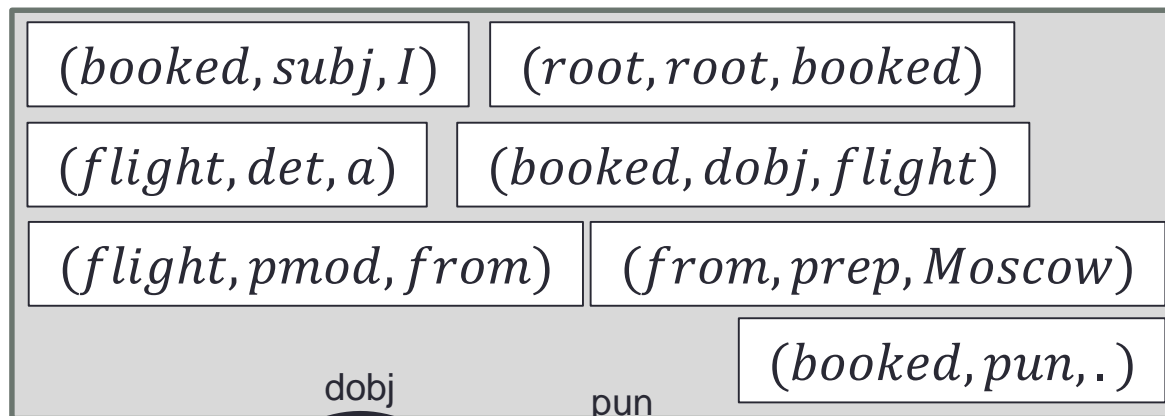 (booked, subj, I) (root, root, booked)
(flight, det, a) (booked, dobj, flight)
(flight, pmod, from) (from, prep, Moscow)
(booked, pun, . )
dobj
pun